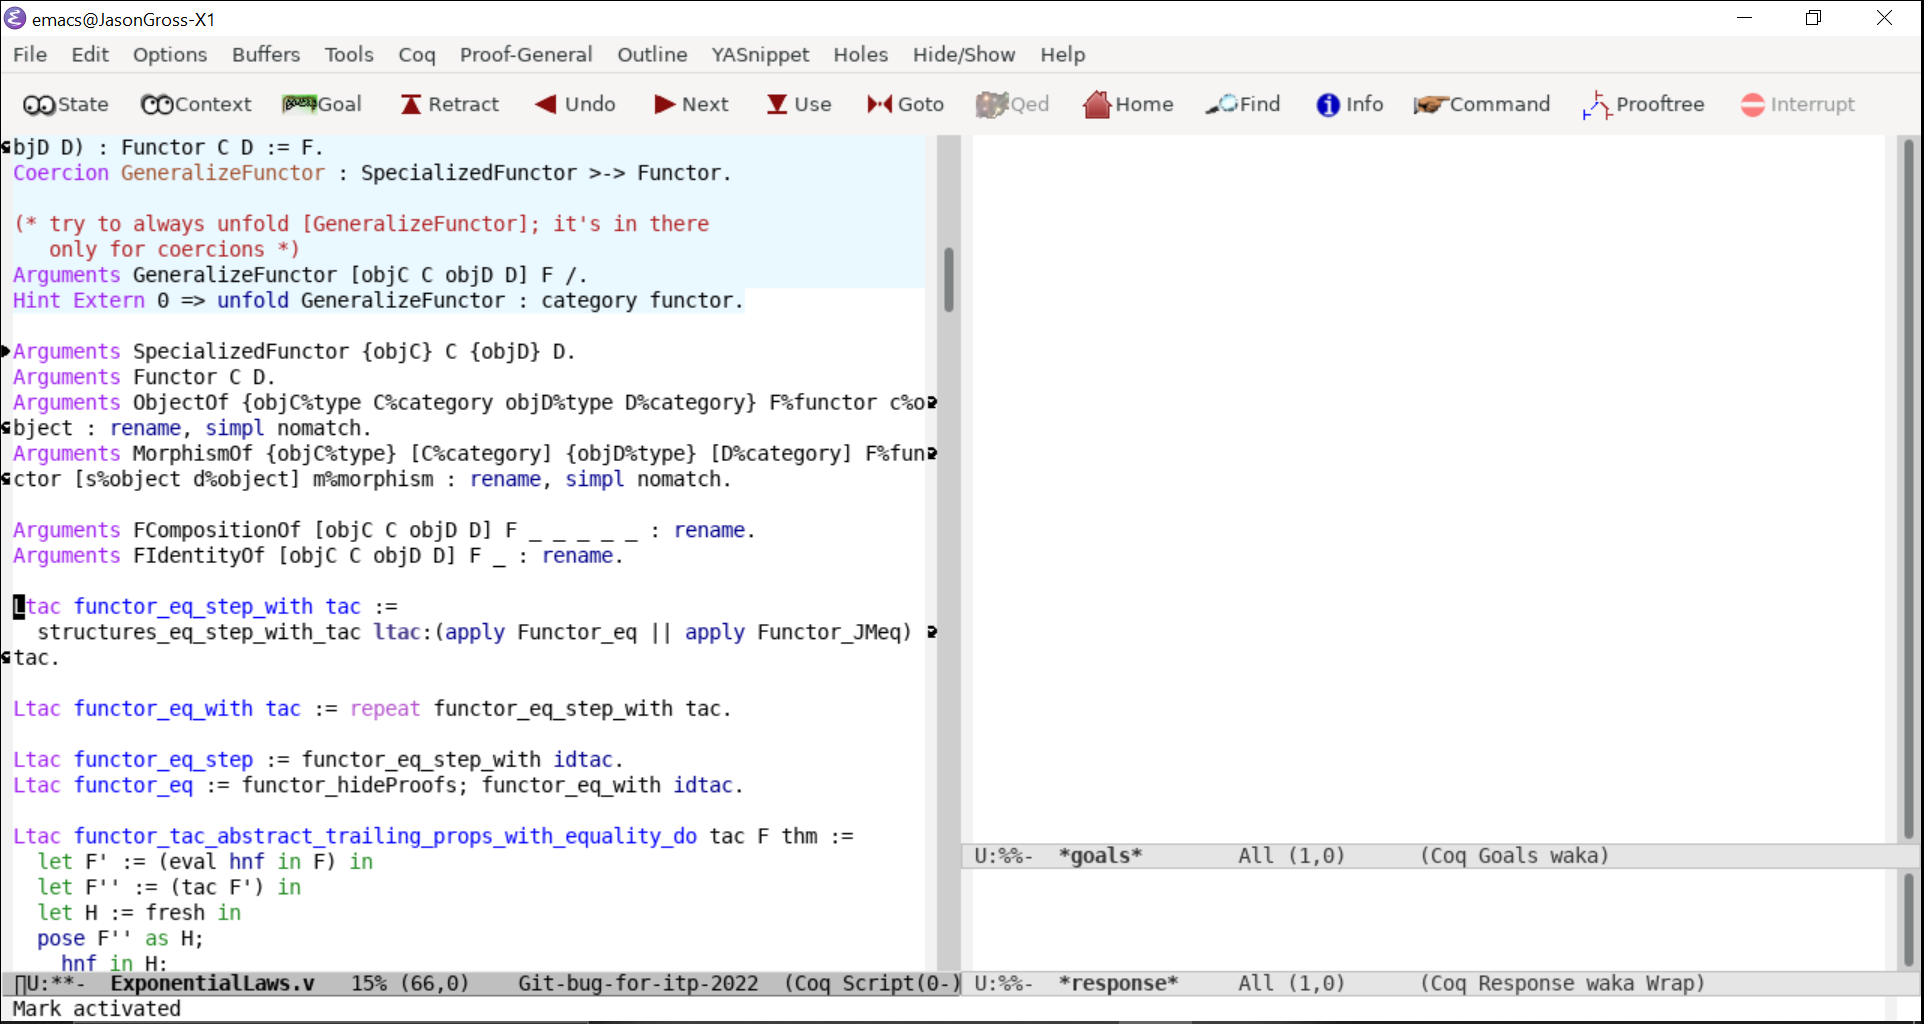 emacs@JasonGross-X1
File Edit Options Buffers Tools Coq Proof-General Outline YASnippet Holes Hide/Show Help
State Context Goal Retract Undo Next Use Goto Qed Home Find Info Command Prooftree Interrupt
bjD D) : Functor C D := F.
Coercion GeneralizeFunctor : SpecializedFunctor >-> Functor.
(* try to always unfold [GeneralizeFunctor]; it's in there
only for coercions *)
Arguments GeneralizeFunctor [objC C objD D] F /.
Hint Extern 0 => unfold GeneralizeFunctor : category functor.
Arguments SpecializedFunctor {objC} C {objD} D.
Arguments Functor C D.
Arguments ObjectOf {objC%type C%category objD%type D%category} F%functor c%o
bject : rename, simpl nomatch.
Arguments MorphismOf {objC%type} [C%category] {objD%type} [D%category] F%fun
ctor [s%object d%object] m%morphism : rename, simpl nomatch.
Arguments FCompositionOf [objC C objD D] F _ _ _ _ _ : rename.
Arguments FIdentityOf [objC C objD D] F _ : rename.
Ltac functor_eq_step_with tac :=
structures_eq_step_with_tac ltac:(apply Functor_eq || apply Functor_JMeq)
tac.
Ltac functor_eq_with tac := repeat functor_eq_step_with tac.
Ltac functor_eq_step := functor_eq_step_with idtac.
Ltac functor_eq := functor_hideProofs; functor_eq_with idtac.
Ltac functor_tac_abstract_trailing_props_with_equality_do tac F thm :=
let F' := (eval hnf in F) in
let F'' := (tac F') in
let H := fresh in
pose F'' as H;
hnf in H;
U:**- ExponentialLaws.v 15% (66,0) Git-bug-for-itp-2022 (Coq Script(0-)
Mark activated
U:%%- *goals* All (1,0) (Coq Goals waka)
U:%%- *response* All (1,0) (Coq Response waka Wrap)